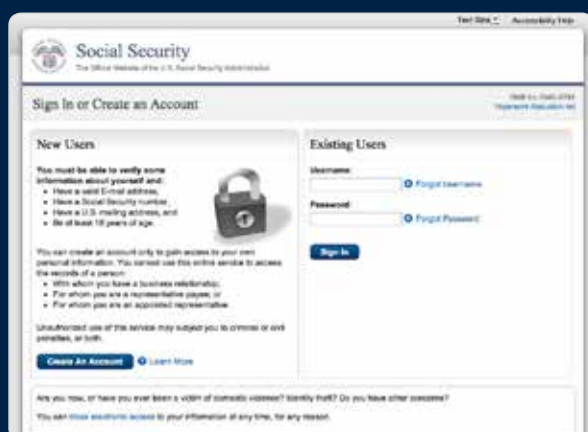 Text Size Accessibility Help
Social Security
The Official Website of the U.S. Social Security Administration
Sign In or Create an Account
New Users
You must be able to verify some
information about yourself and:
• Have a valid E-mail address,
• Have a Social Security number,
• Have a U.S. mailing address, and
• Be at least 18 years of age.
You can create an account only to gain access to your own
personal information. You cannot use this online service to access
the records of a person:
• With whom you have a business relationship;
• For whom you are a representative payee; or
• For whom you are an appointed representative.
Unauthorized use of this service may subject you to criminal or civil
penalties, or both.
Create An Account Learn More
Existing Users
Username:
Forgot Username
Password:
Forgot Password
Sign In
Are you now, or have you ever been a victim of domestic violence? Identity theft? Do you have other concerns?
You can block electronic access to your information at any time, for any reason.